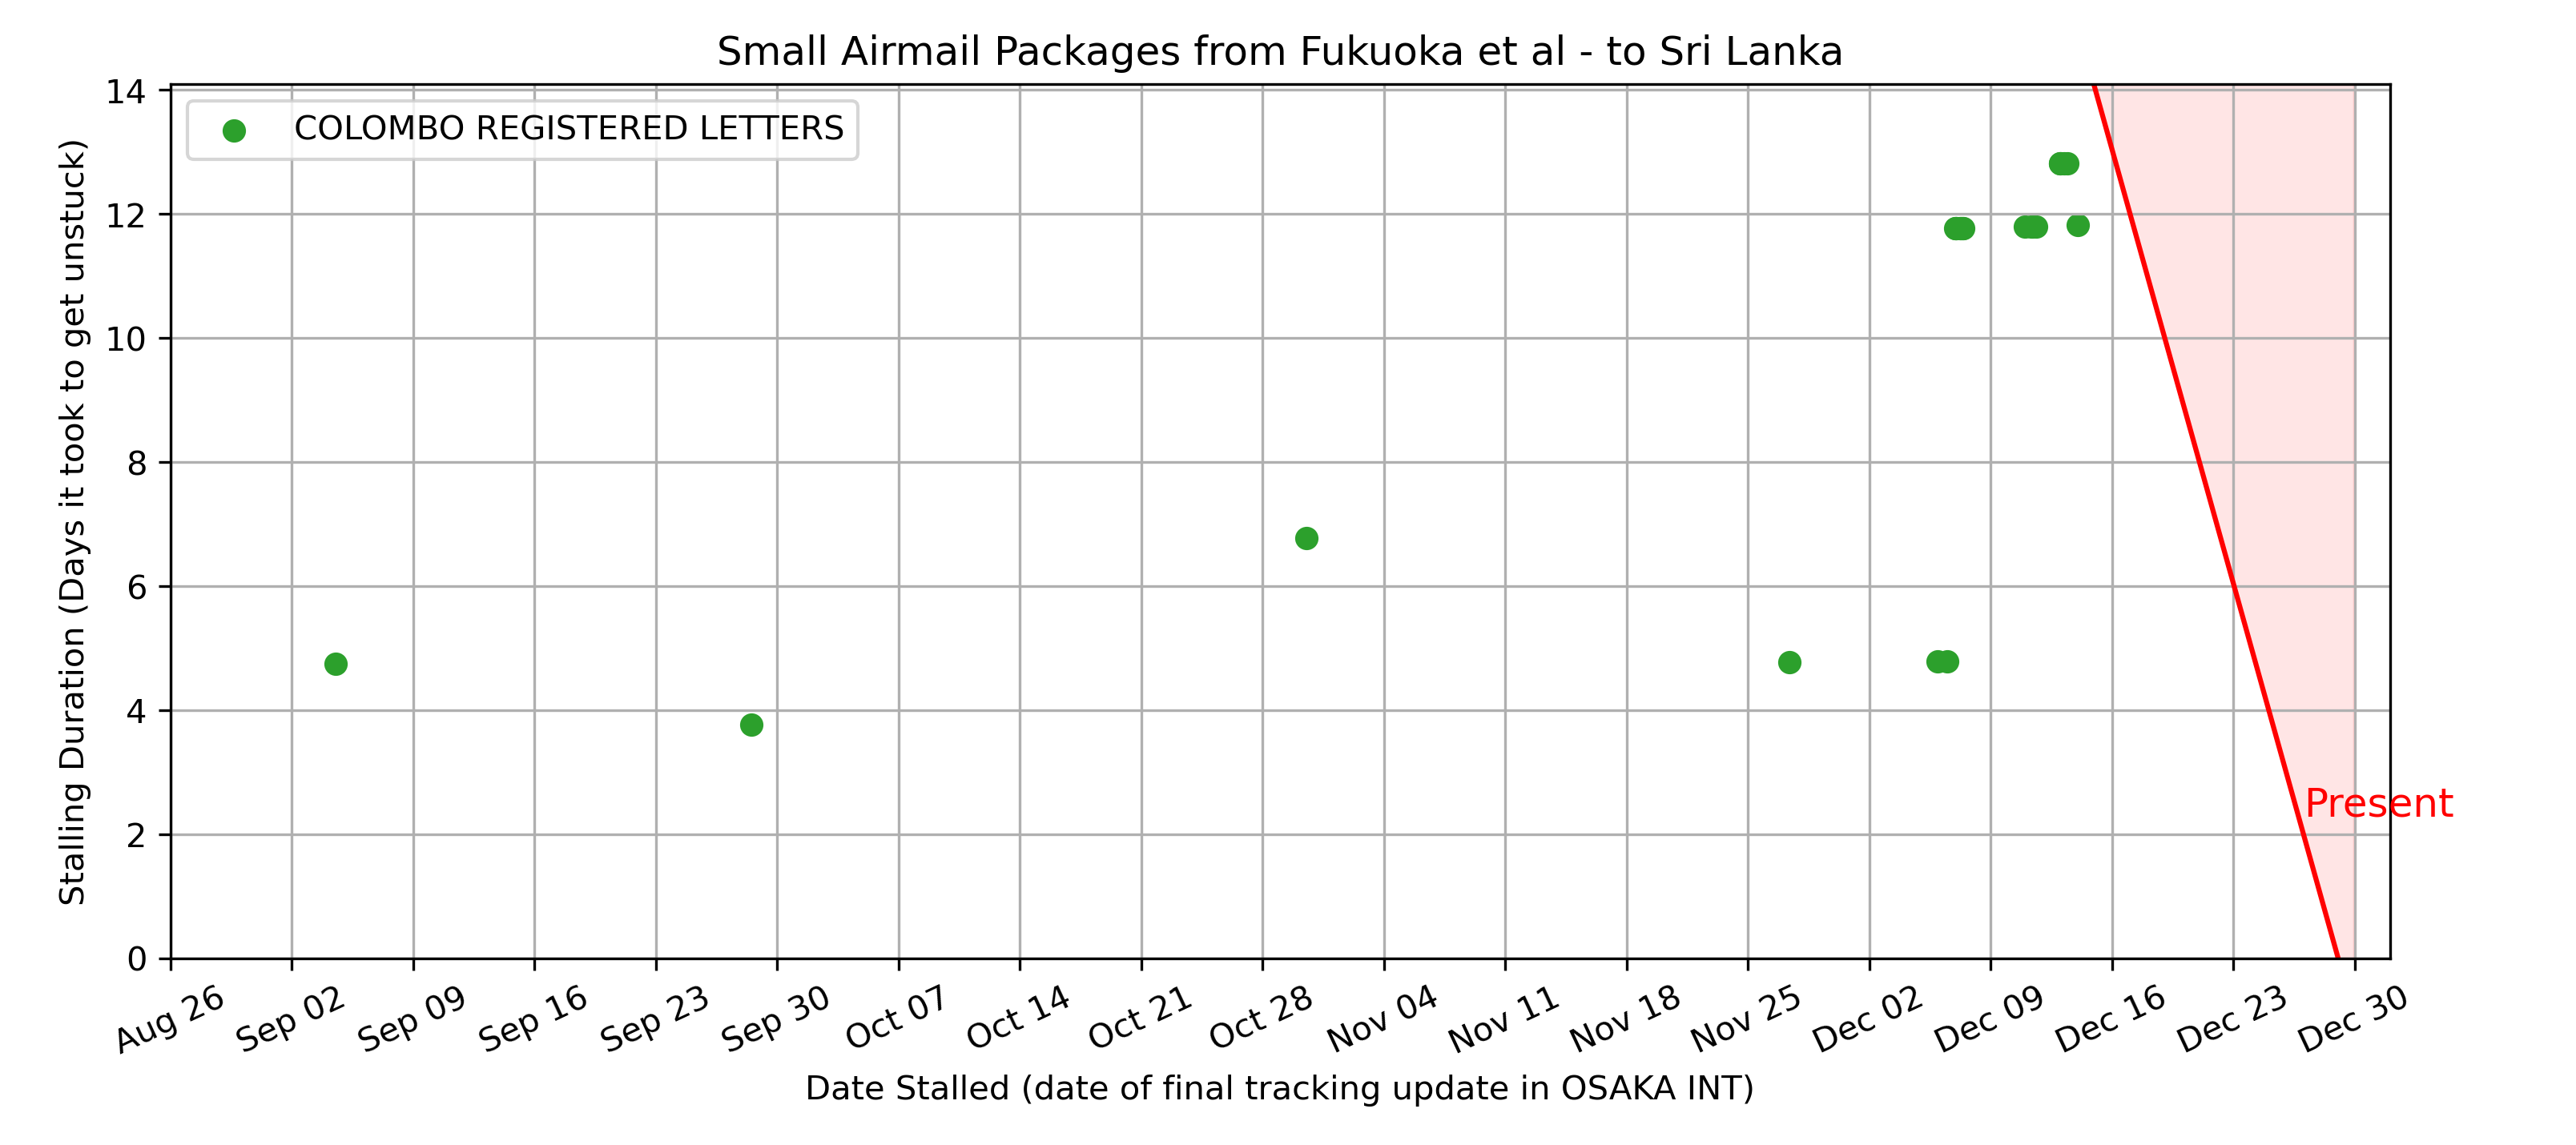 Small Airmail Packages from Fukuoka et al - to Sri Lanka
COLOMBO REGISTERED LETTERS
Stalling Duration (Days it took to get unstuck)
14
12
10
8
6
4
2
0
Present
Aug 26
Sep 02
Sep 09
Sep 16
Sep 23
Sep 30
Oct 07
Oct 14
Oct 21
Oct 28
Nov 04
Nov 11
Nov 18
Nov 25
Dec 02
Dec 09
Dec 16
Dec 23
Dec 30
Date Stalled (date of final tracking update in OSAKA INT)